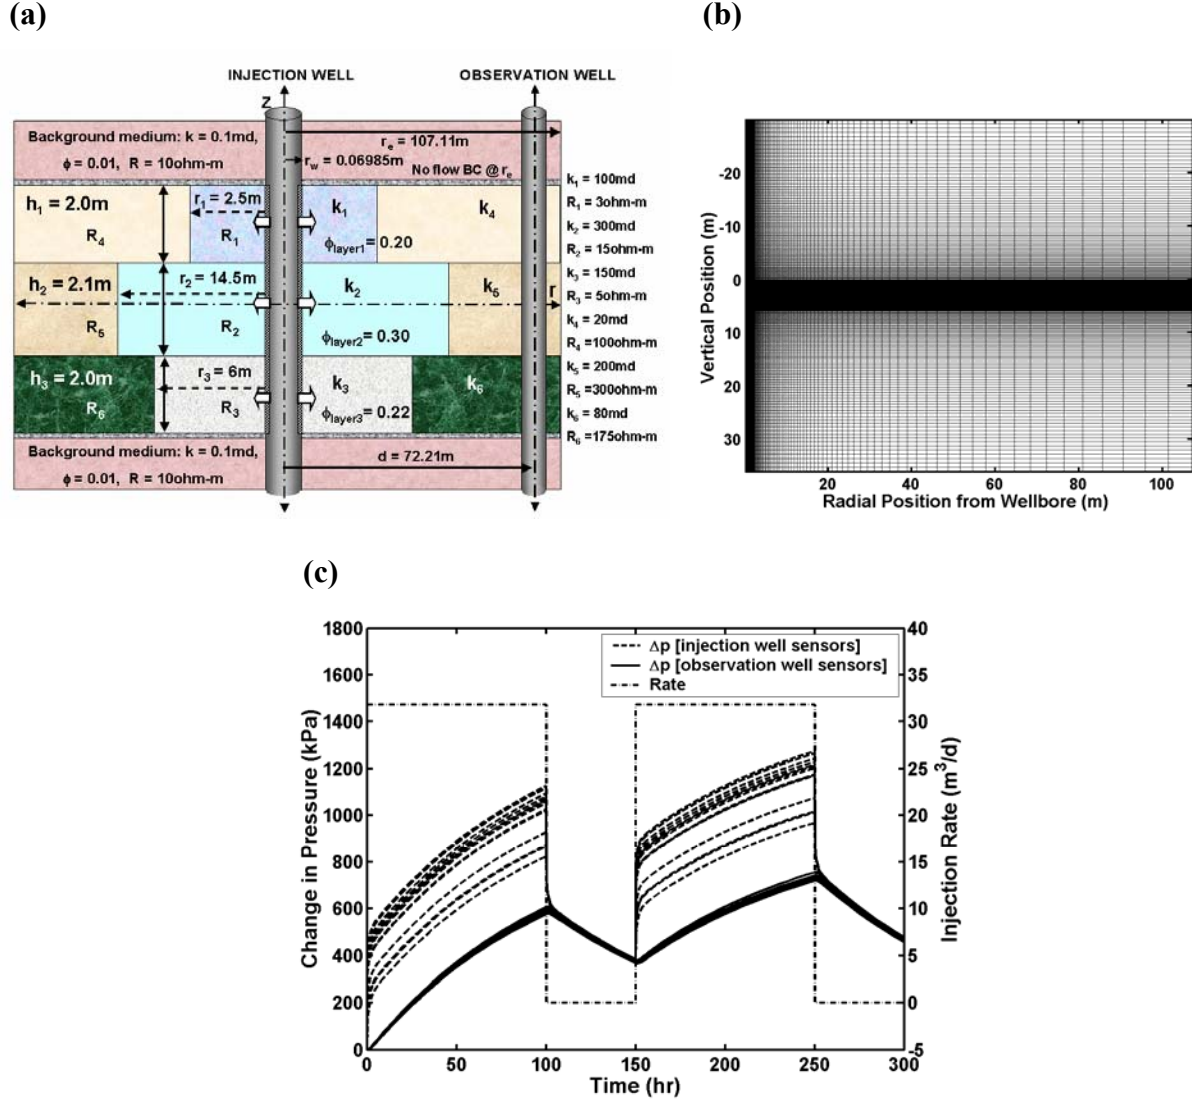 (a)
(b)
INJECTION WELL
OBSERVATION WELL
Z
Background medium: k = 0.1md,
ϕ = 0.01, R = 10ohm-m
r_e = 107.11m
r_w = 0.06985m
No flow BC @ r_e
h₁ = 2.0m
R₄
r₁ = 2.5m
R₁
k₁
ϕ_layer1 = 0.20
k₄
h₂ = 2.1m
R₅
r₂ = 14.5m
R₂
k₂
ϕ_layer2 = 0.30
k₅
r
h₃ = 2.0m
R₆
r₃ = 6m
R₃
k₃
ϕ_layer3 = 0.22
k₆
Background medium: k = 0.1md,
ϕ = 0.01, R = 10ohm-m
d = 72.21m
k₁ = 100md
R₁ = 3ohm-m
k₂ = 300md
R₂ = 15ohm-m
k₃ = 150md
R₃ = 5ohm-m
k₄ = 20md
R₄ =100ohm-m
k₅ = 200md
R₅ =300ohm-m
k₆ = 80md
R₆ =175ohm-m
Vertical Position (m)
-20
-10
0
10
20
30
20
40
60
80
100
Radial Position from Wellbore (m)
(c)
Change in Pressure (kPa)
1800
1600
1400
1200
1000
800
600
400
200
0
Δp [injection well sensors]
Δp [observation well sensors]
Rate
40
35
30
25
20
15
10
5
0
-5
Injection Rate (m³/d)
0
50
100
150
200
250
300
Time (hr)